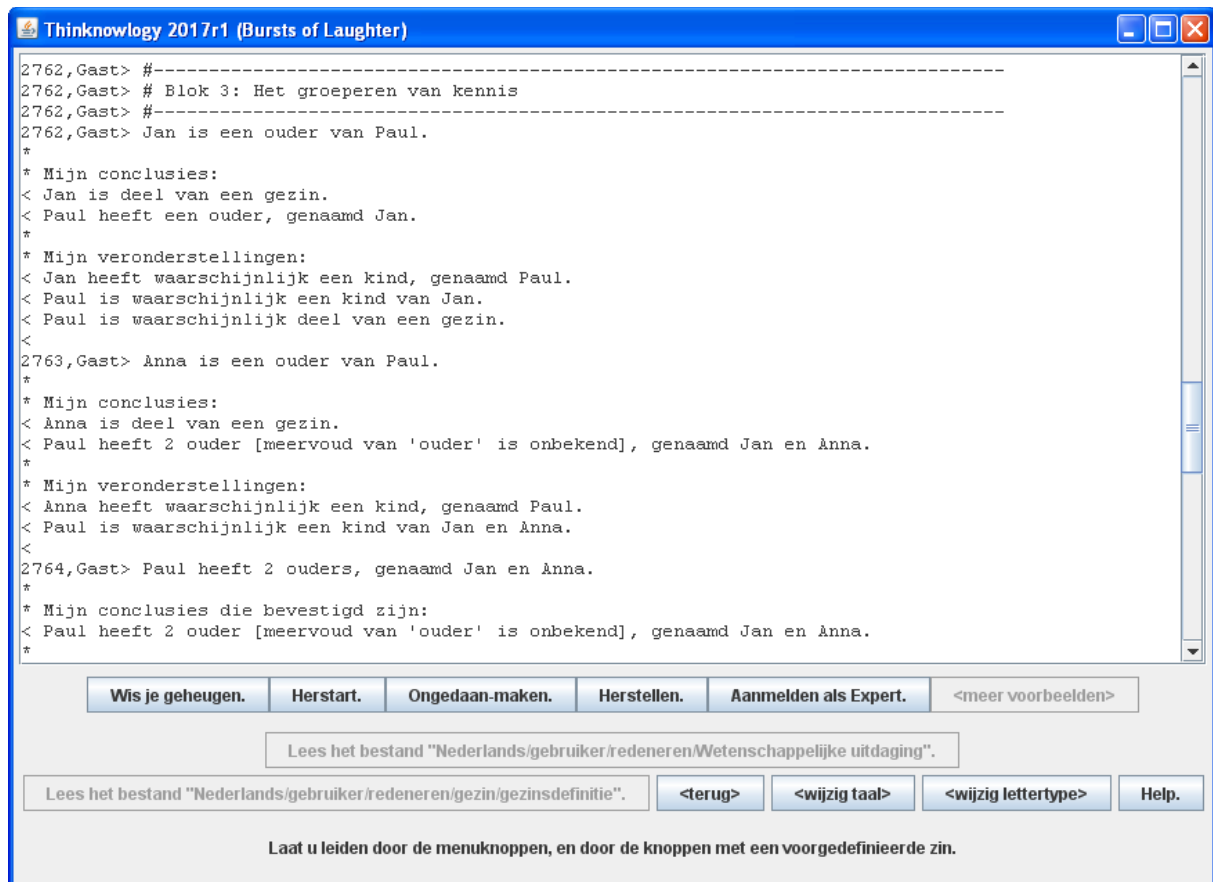 Thinknowlogy 2017r1 (Bursts of Laughter)
2762,Gast> #------------------------------------------------------------------------------
2762,Gast> # Blok 3: Het groeperen van kennis
2762,Gast> #------------------------------------------------------------------------------
2762,Gast> Jan is een ouder van Paul.
*
* Mijn conclusies:
< Jan is deel van een gezin.
< Paul heeft een ouder, genaamd Jan.
*
* Mijn veronderstellingen:
< Jan heeft waarschijnlijk een kind, genaamd Paul.
< Paul is waarschijnlijk een kind van Jan.
< Paul is waarschijnlijk deel van een gezin.
<
2763,Gast> Anna is een ouder van Paul.
*
* Mijn conclusies:
< Anna is deel van een gezin.
< Paul heeft 2 ouder [meervoud van 'ouder' is onbekend], genaamd Jan en Anna.
*
* Mijn veronderstellingen:
< Anna heeft waarschijnlijk een kind, genaamd Paul.
< Paul is waarschijnlijk een kind van Jan en Anna.
<
2764,Gast> Paul heeft 2 ouders, genaamd Jan en Anna.
*
* Mijn conclusies die bevestigd zijn:
< Paul heeft 2 ouder [meervoud van 'ouder' is onbekend], genaamd Jan en Anna.
*
Wis je geheugen. Herstart. Ongedaan-maken. Herstellen. Aanmelden als Expert. <meer voorbeelden>
Lees het bestand "Nederlands/gebruiker/redeneren/Wetenschappelijke uitdaging".
Lees het bestand "Nederlands/gebruiker/redeneren/gezin/gezinsdefinitie". <terug> <wijzig taal> <wijzig lettertype> Help.
Laat u leiden door de menuknoppen, en door de knoppen met een voorgedefinieerde zin.